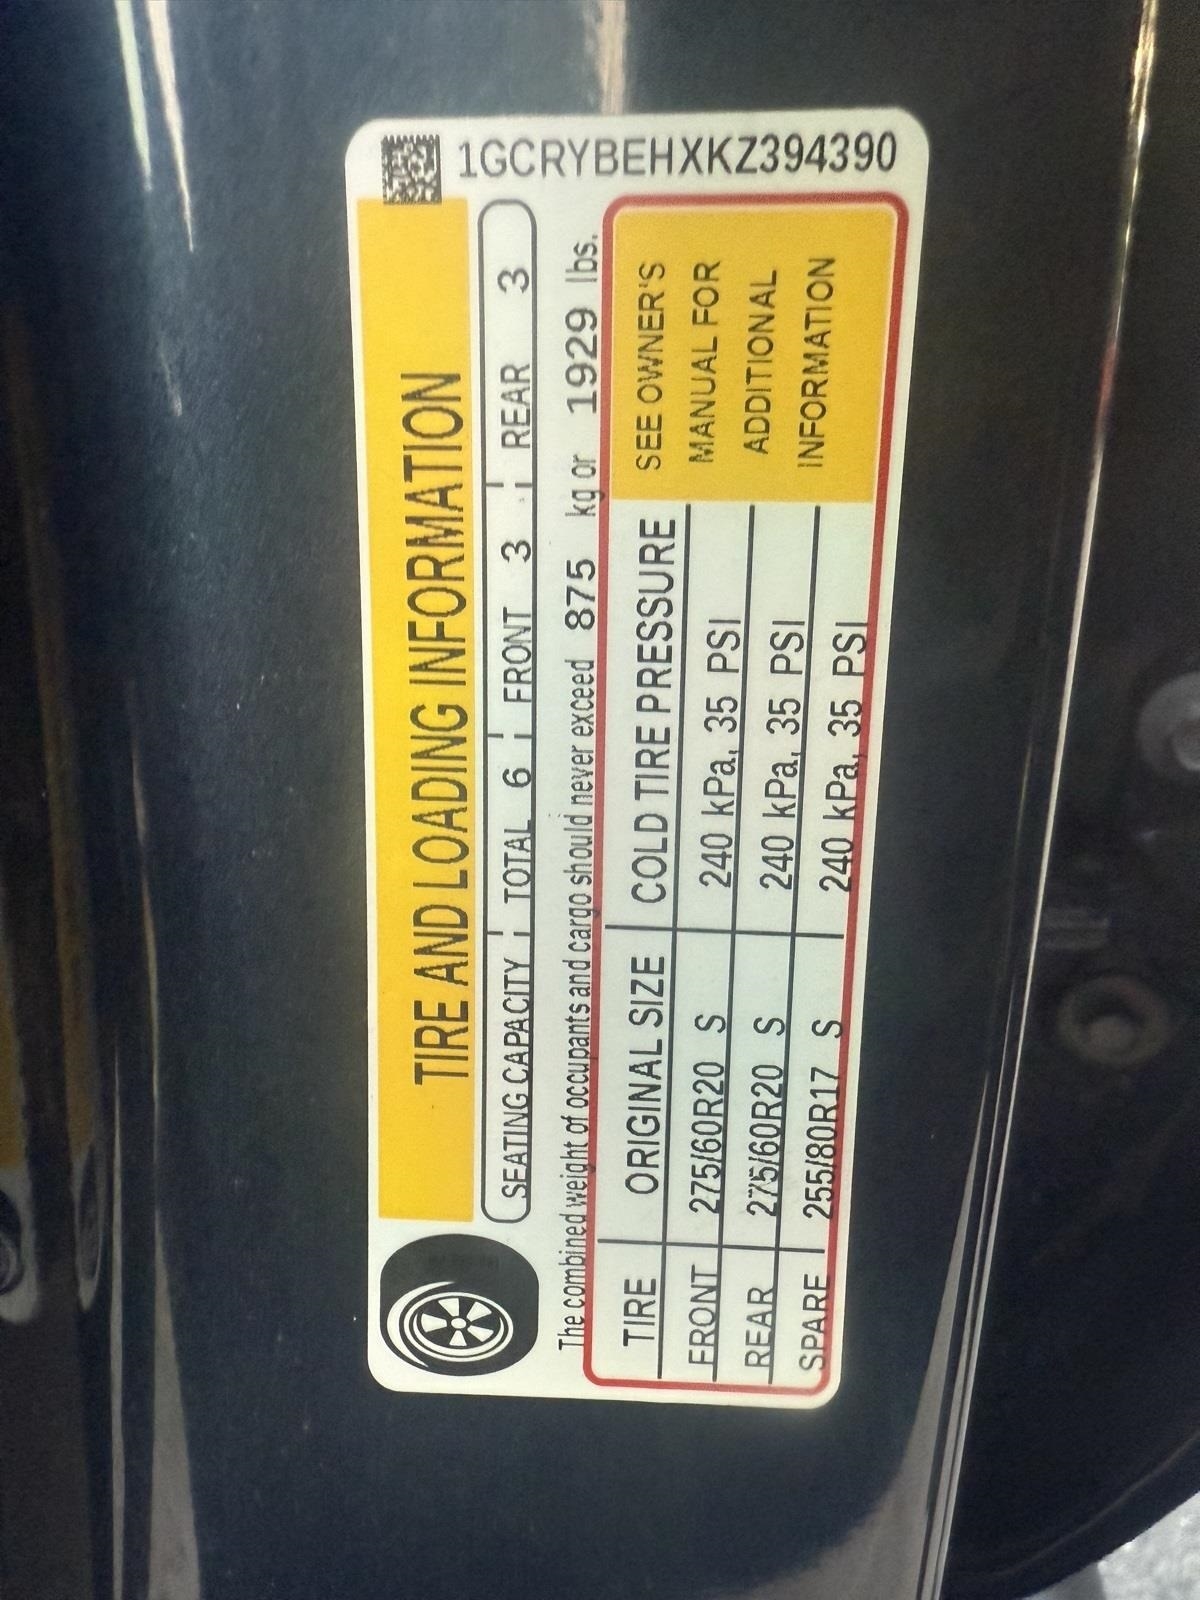 1GCRYBEHXKZ394390
TIRE AND LOADING INFORMATION
SEATING CAPACITY TOTAL 6 FRONT 3 REAR 3
The combined weight of occupants and cargo should never exceed 875 kg or 1929 lbs.
TIRE ORIGINAL SIZE COLD TIRE PRESSURE
FRONT 275/60R20 S 240 kPa, 35 PSI
REAR 275/60R20 S 240 kPa, 35 PSI
SPARE 255/80R17 S 240 kPa, 35 PSI
SEE OWNER'S
MANUAL FOR
ADDITIONAL
INFORMATION